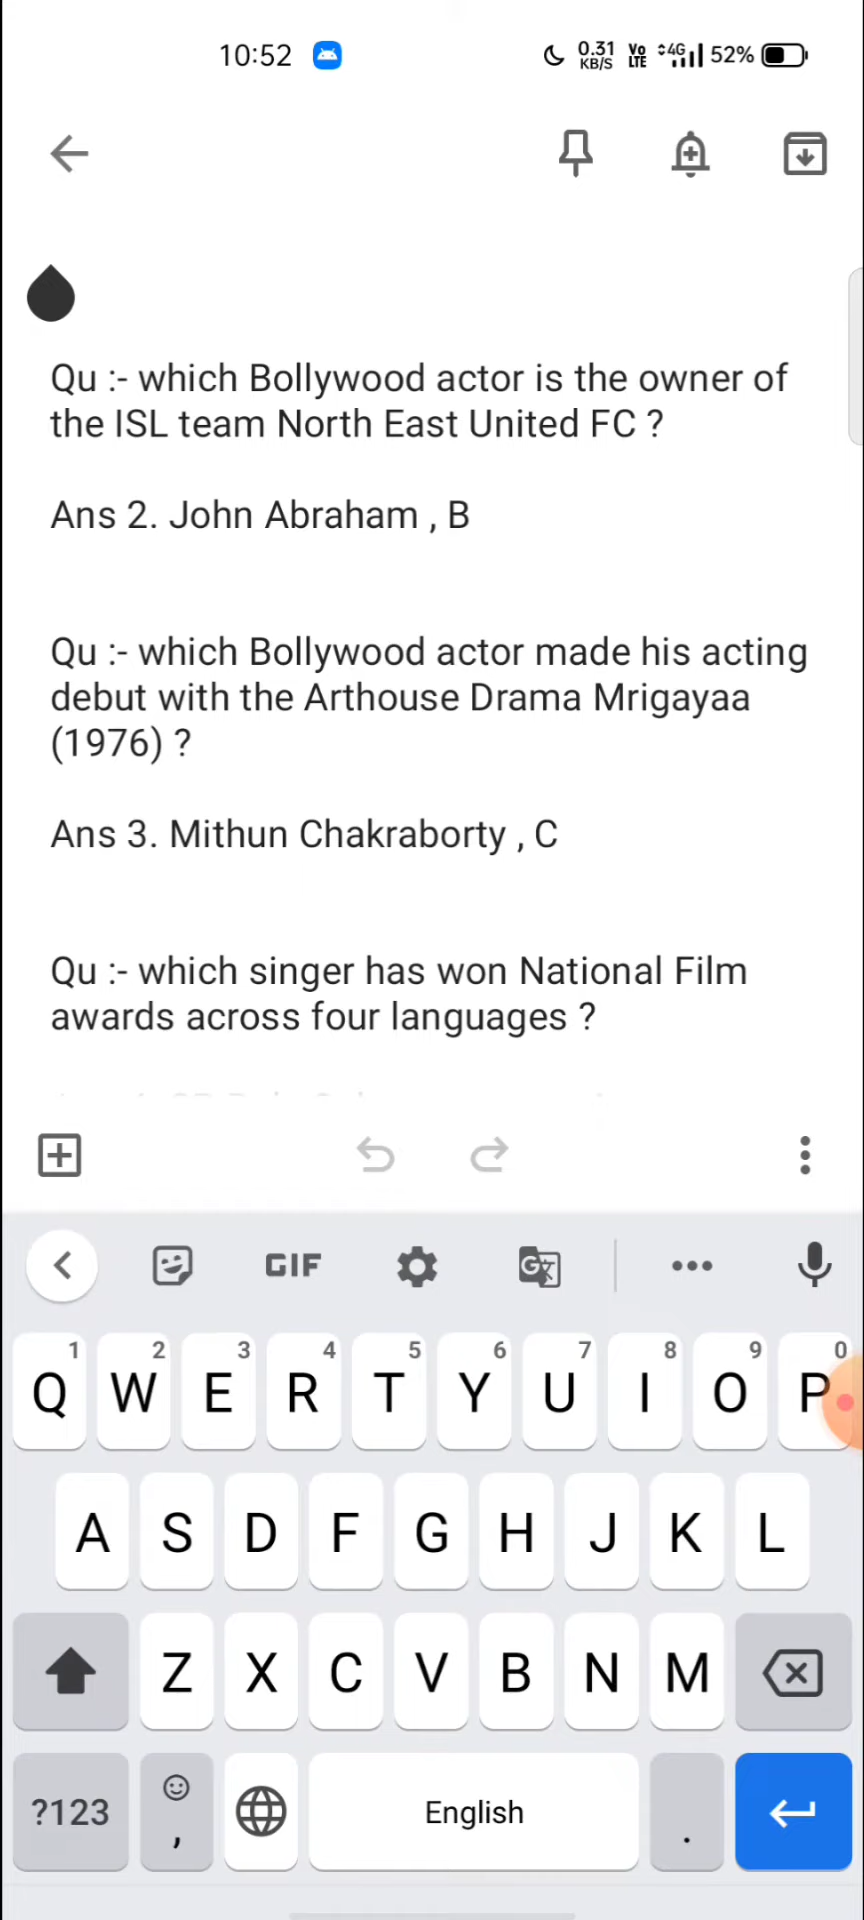 10:52
0.31 KB/S Vo LTE 4G 52%
Qu :- which Bollywood actor is the owner of
the ISL team North East United FC ?
Ans 2. John Abraham , B
Qu :- which Bollywood actor made his acting
debut with the Arthouse Drama Mrigayaa
(1976) ?
Ans 3. Mithun Chakraborty , C
Qu :- which singer has won National Film
awards across four languages ?
GIF
1 2 3 4 5 6 7 8 9 0
Q W E R T Y U I O P
A S D F G H J K L
Z X C V B N M
?123 , English .